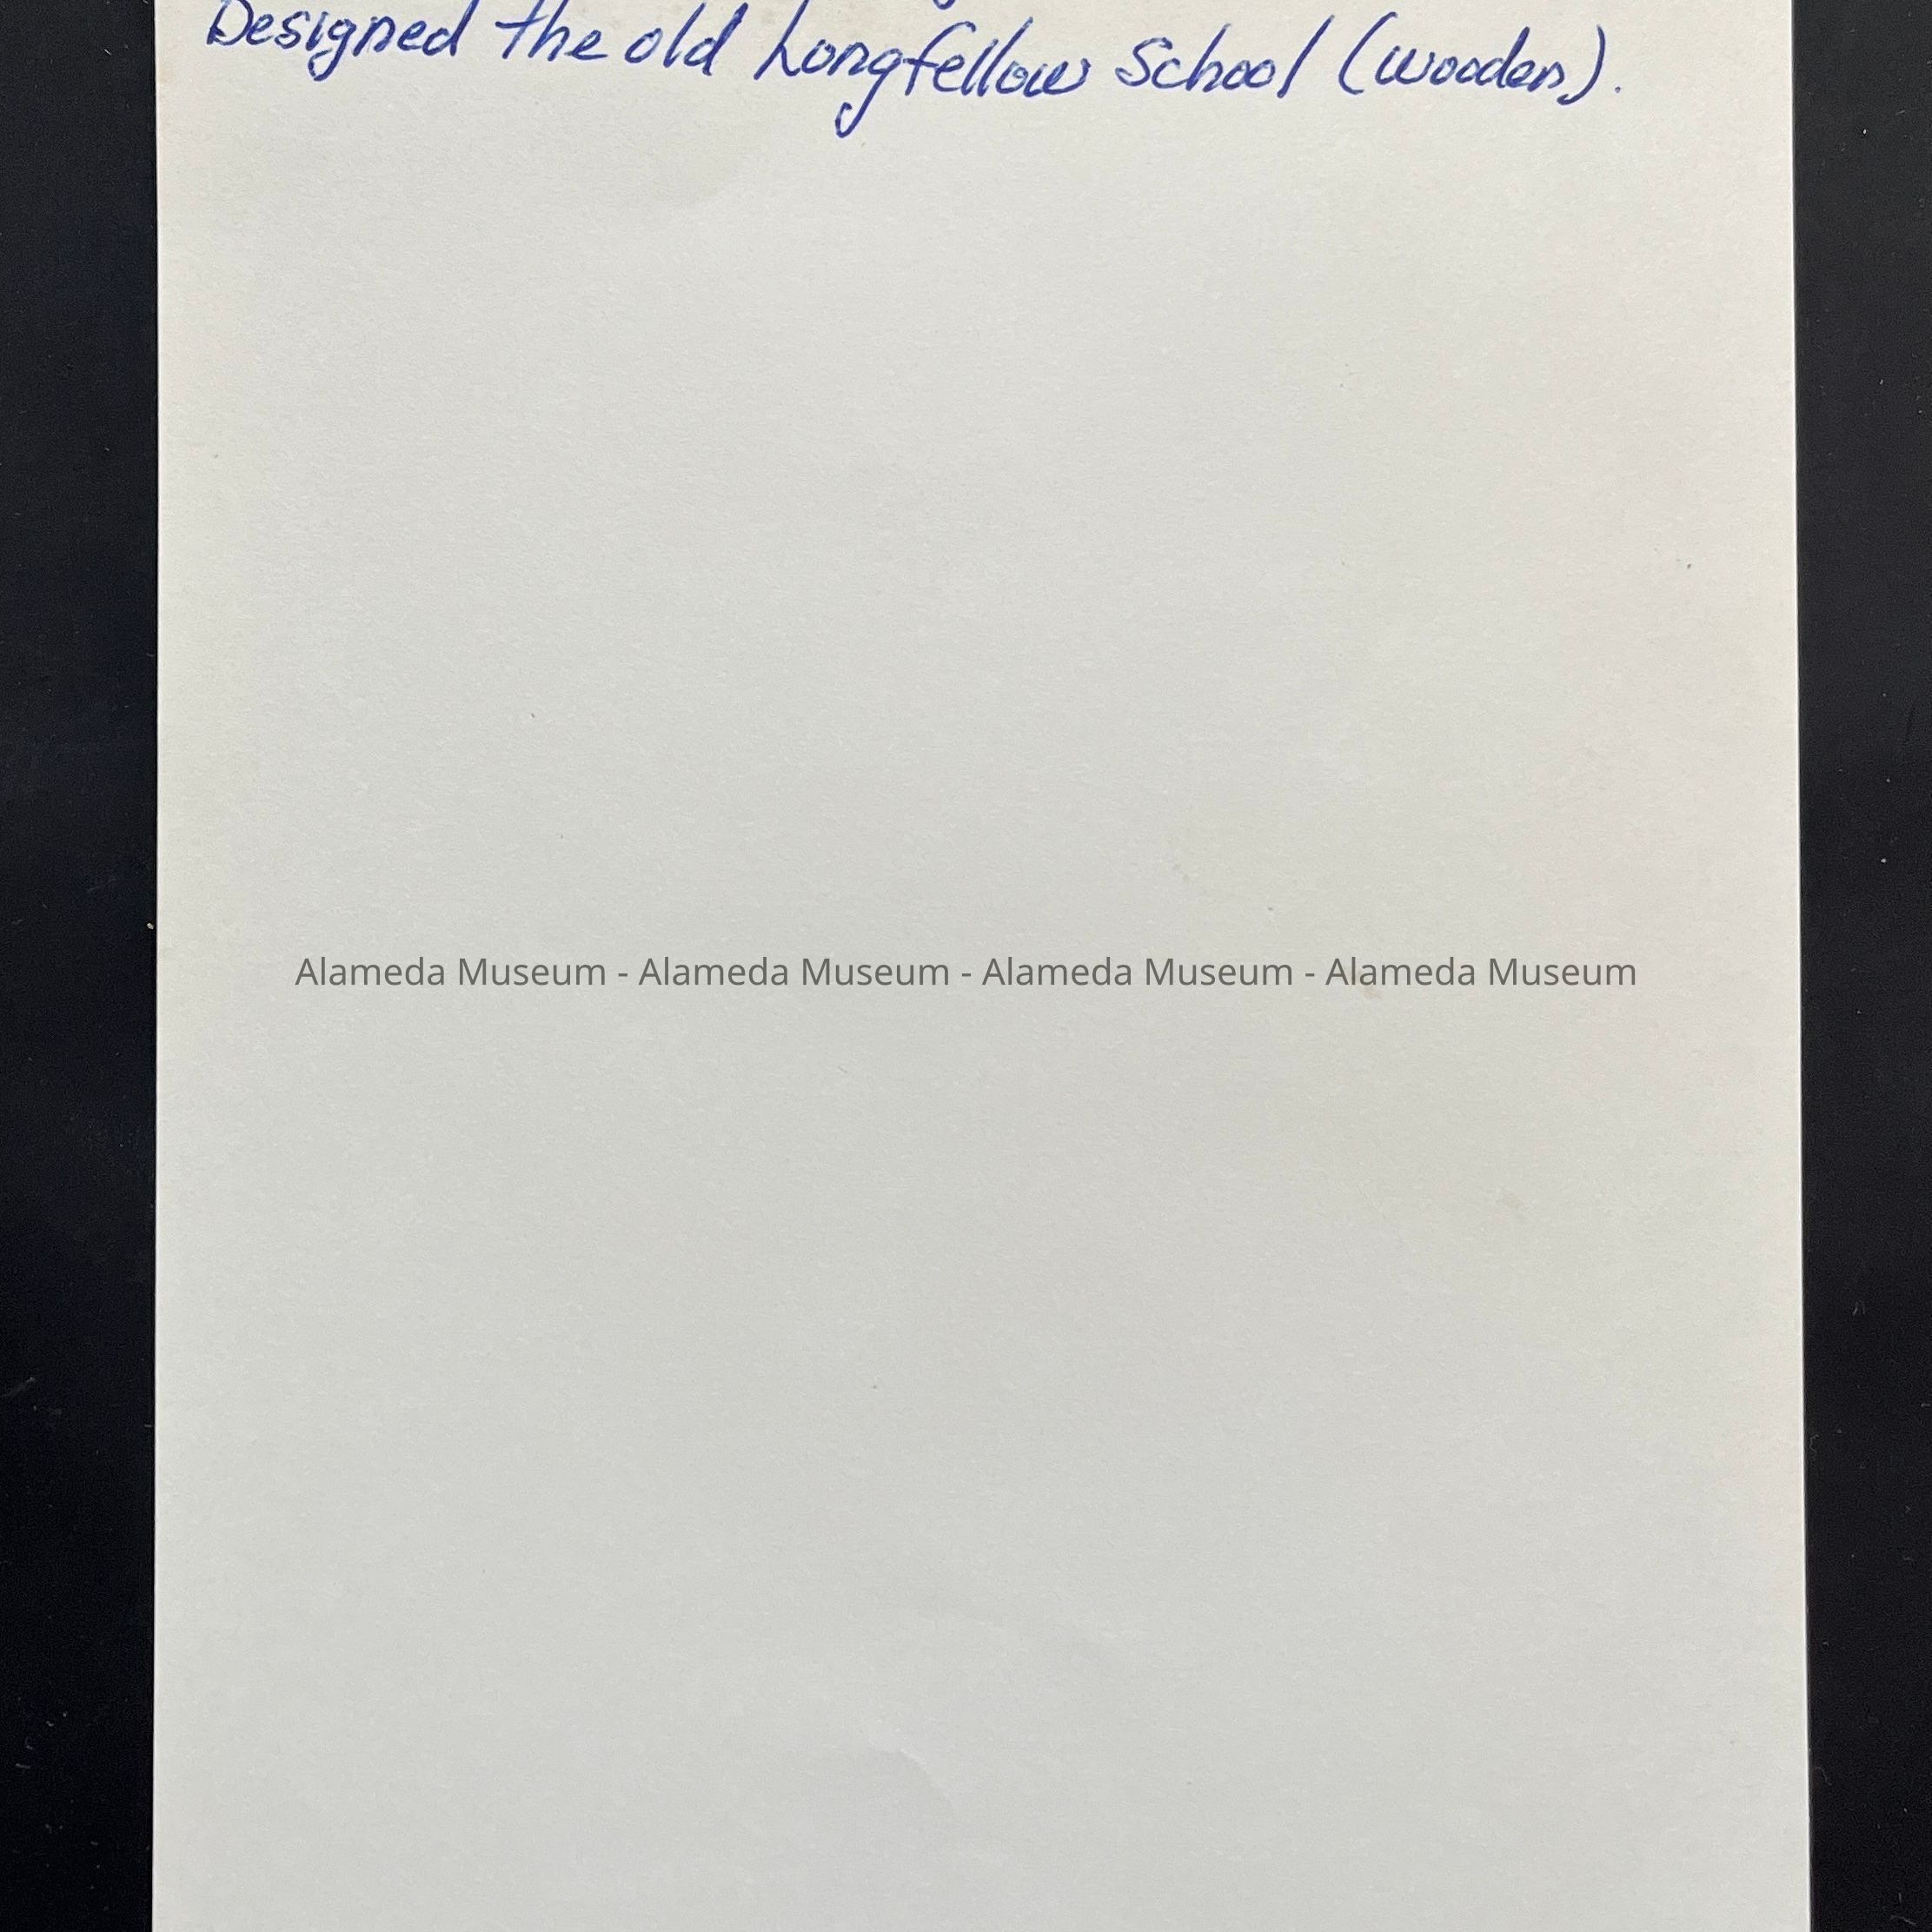 Designed the old Longfellow School (wooden).
Alameda Museum - Alameda Museum - Alameda Museum - Alameda Museum